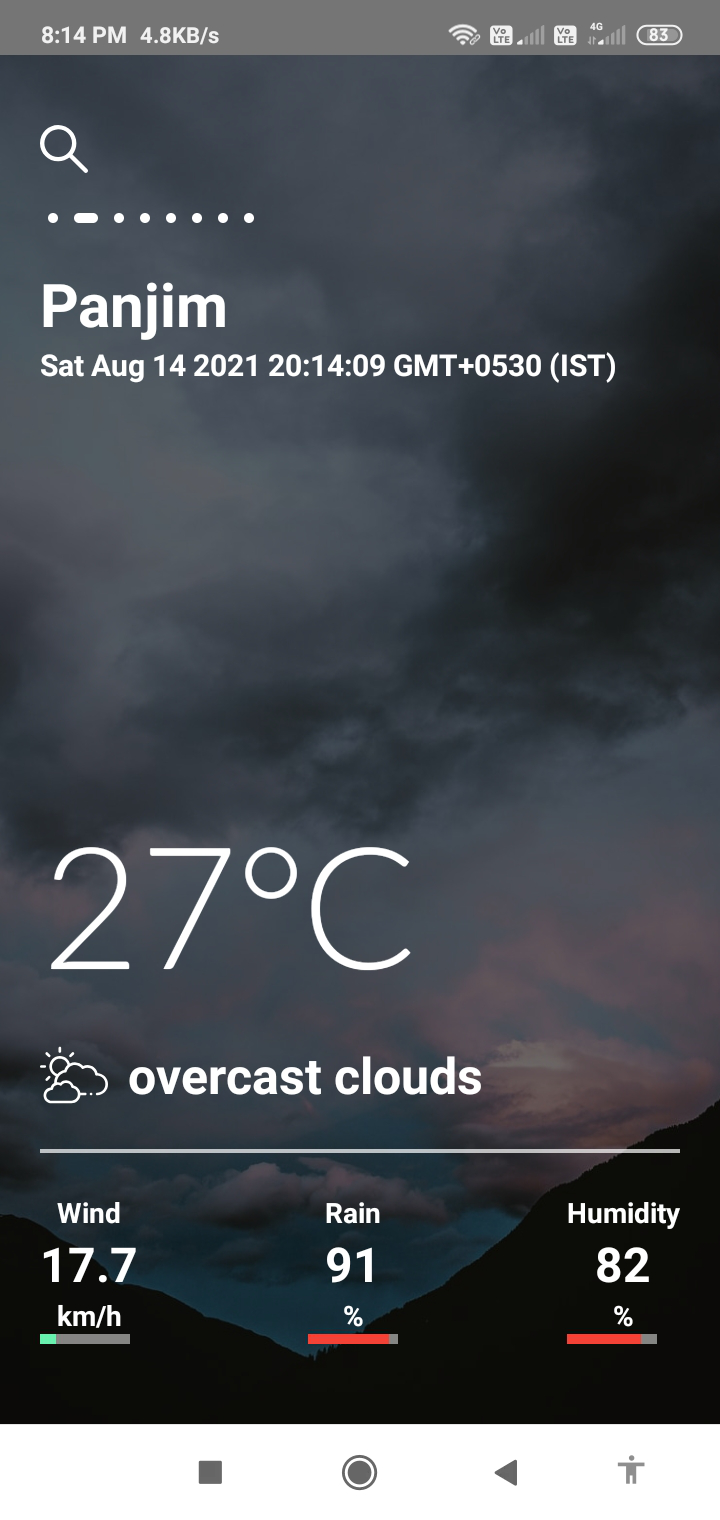 8:14 PM 4.8KB/s Vo LTE Vo LTE 4G 83
Panjim
Sat Aug 14 2021 20:14:09 GMT+0530 (IST)
27°C
overcast clouds
Wind Rain Humidity
17.7 91 82
km/h % %